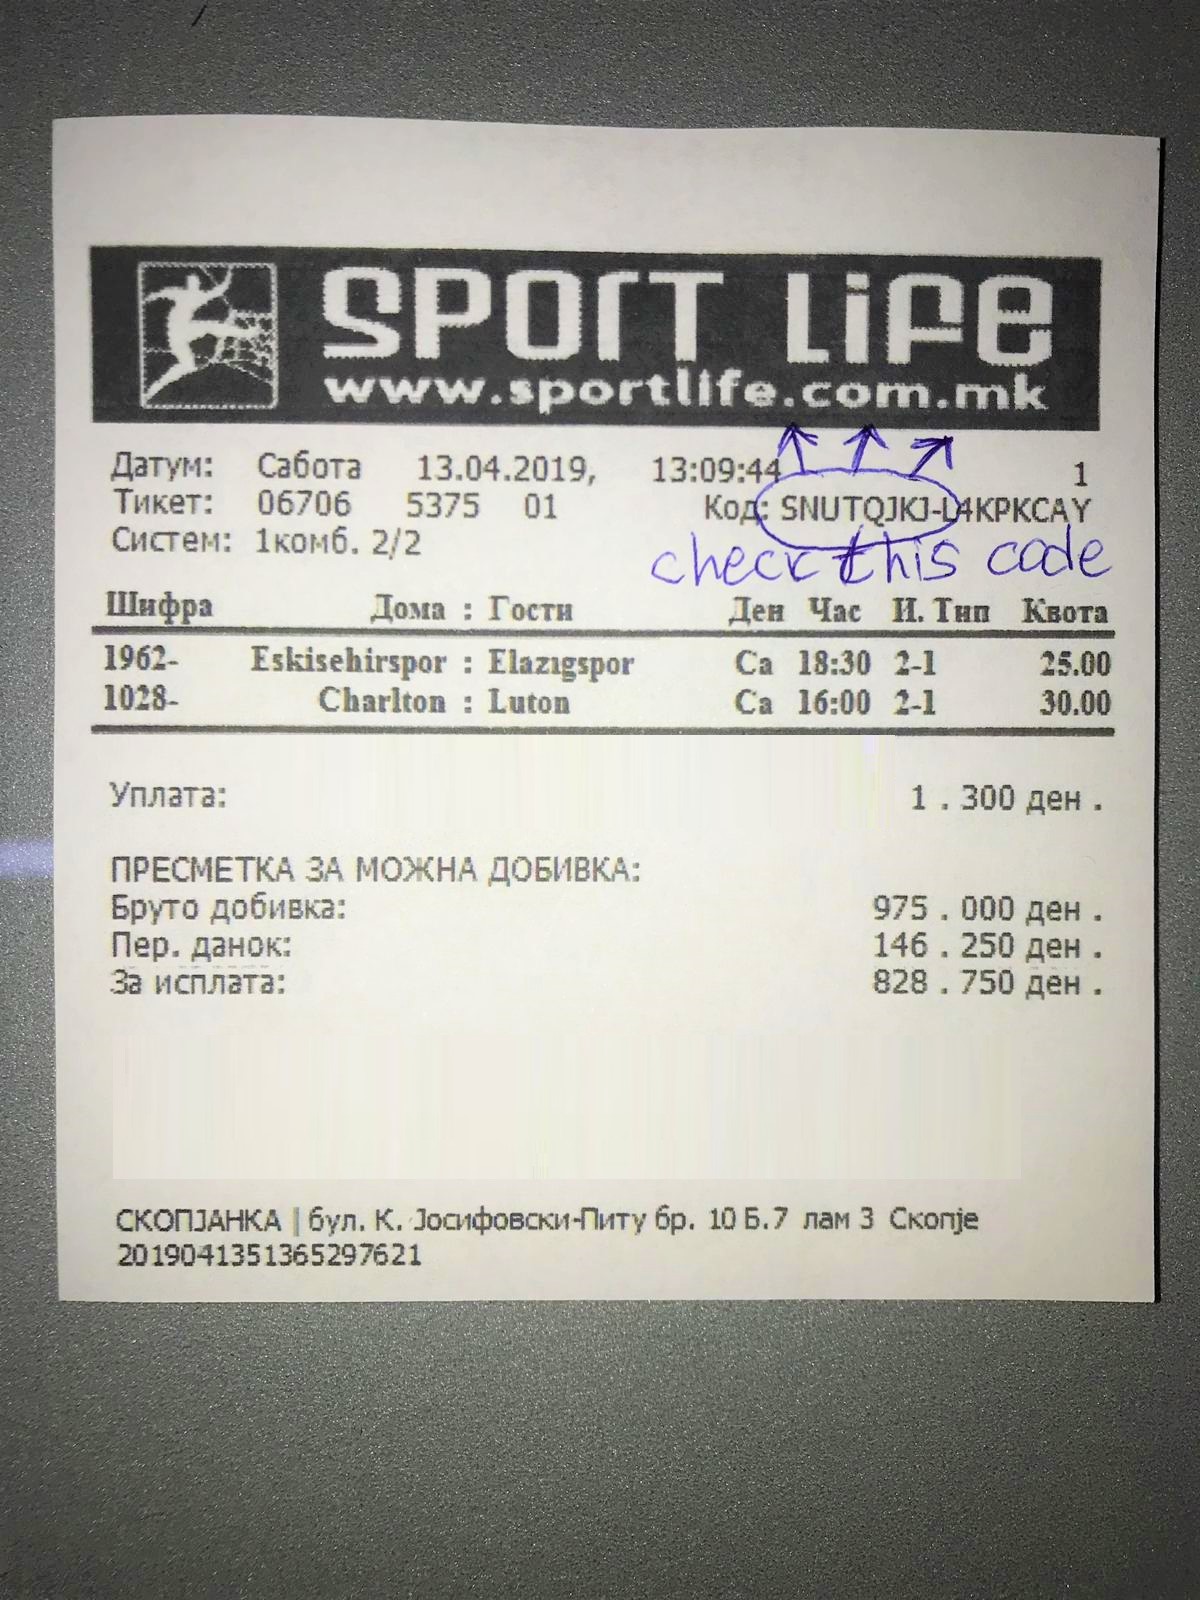 SPORT LIFE
www.sportlife.com.mk
Датум: Сабота 13.04.2019, 13:09:44 1
Тикет: 06706 5375 01 Код: SNUTQJKJ-L4KPKCAY
Систем: 1комб. 2/2
check this code
Шифра Дома : Гости Ден Час И. Тип Квота
1962- Eskisehirspor : Elazıgspor Са 18:30 2-1 25.00
1028- Charlton : Luton Са 16:00 2-1 30.00
Уплата: 1 . 300 ден .
ПРЕСМЕТКА ЗА МОЖНА ДОБИВКА:
Бруто добивка: 975 . 000 ден .
Пер. данок: 146 . 250 ден .
За исплата: 828 . 750 ден .
СКОПЈАНКА | бул. К. Јосифовски-Питу бр. 10 Б.7 лам 3 Скопје
2019041351365297621